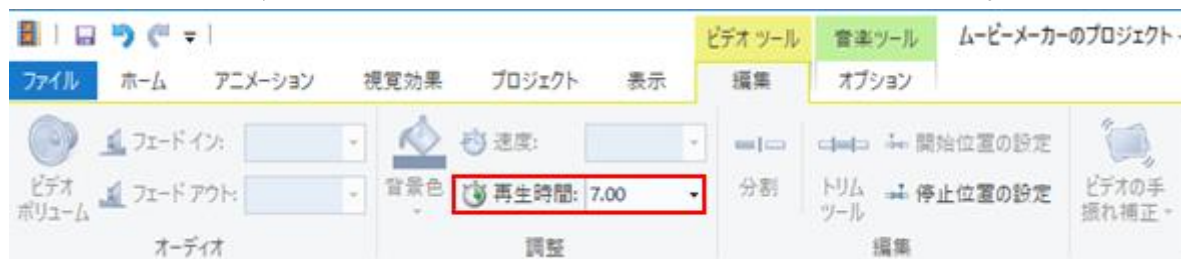 ビデオ ツール 音楽ツール ムービーメーカーのプロジェクト -
ファイル ホーム アニメーション 視覚効果 プロジェクト 表示 編集 オプション
ビデオ
ボリューム
フェード イン:
フェード アウト:
オーディオ
背景色
速度:
再生時間: 7.00
調整
分割
トリム
ツール
開始位置の設定
停止位置の設定
編集
ビデオの手
振れ補正